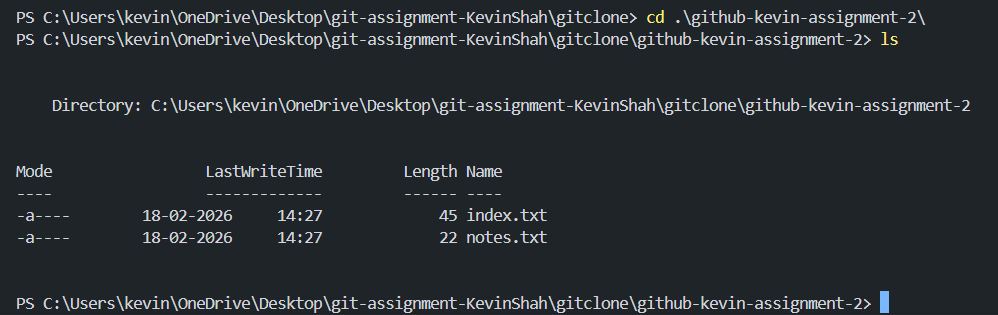 PS C:\Users\kevin\OneDrive\Desktop\git-assignment-KevinShah\gitclone> cd .\github-kevin-assignment-2\
PS C:\Users\kevin\OneDrive\Desktop\git-assignment-KevinShah\gitclone\github-kevin-assignment-2> ls
Directory: C:\Users\kevin\OneDrive\Desktop\git-assignment-KevinShah\gitclone\github-kevin-assignment-2
Mode LastWriteTime Length Name
---- ------------- ------ ----
-a---- 18-02-2026 14:27 45 index.txt
-a---- 18-02-2026 14:27 22 notes.txt
PS C:\Users\kevin\OneDrive\Desktop\git-assignment-KevinShah\gitclone\github-kevin-assignment-2>